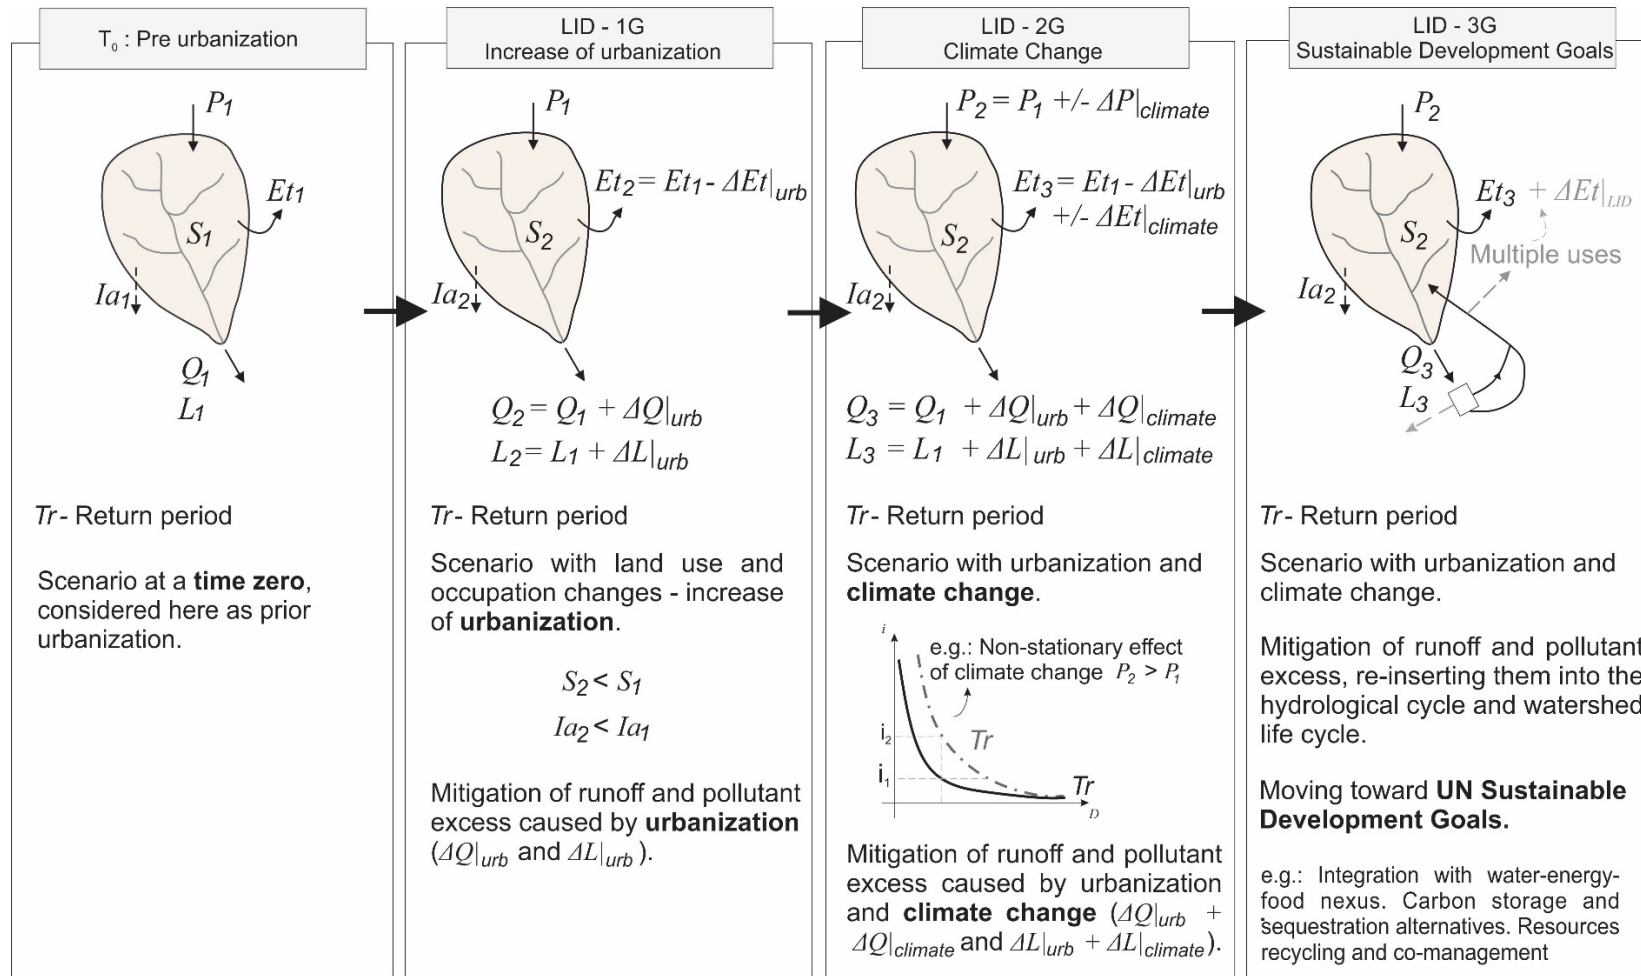 T₀ : Pre urbanization
P₁
Et₁
S₁
Ia₁
Q₁
L₁
Tr - Return period
Scenario at a time zero,
considered here as prior
urbanization.
LID - 1G
Increase of urbanization
P₁
Et₂ = Et₁ - ΔEt|urb
S₂
Ia₂
Q₂ = Q₁ + ΔQ|urb
L₂ = L₁ + ΔL|urb
Tr - Return period
Scenario with land use and
occupation changes - increase
of urbanization.
S₂ < S₁
Ia₂ < Ia₁
Mitigation of runoff and pollutant
excess caused by urbanization
(ΔQ|urb and ΔL|urb ).
LID - 2G
Climate Change
P₂ = P₁ +/- ΔP|climate
Et₃ = Et₁ - ΔEt|urb
+/- ΔEt|climate
S₂
Ia₂
Q₃ = Q₁ + ΔQ|urb + ΔQ|climate
L₃ = L₁ + ΔL|urb + ΔL|climate
Tr - Return period
Scenario with urbanization and
climate change.
i
e.g.: Non-stationary effect
of climate change P₂ > P₁
i₂
Tr
i₁
Tr
D
Mitigation of runoff and pollutant
excess caused by urbanization
and climate change (ΔQ|urb +
ΔQ|climate and ΔL|urb + ΔL|climate).
LID - 3G
Sustainable Development Goals
P₂
Et₃ + ΔEt|LID
S₂
Multiple uses
Ia₂
Q₃
L₃
Tr - Return period
Scenario with urbanization and
climate change.
Mitigation of runoff and pollutant
excess, re-inserting them into the
hydrological cycle and watershed
life cycle.
Moving toward UN Sustainable
Development Goals.
e.g.: Integration with water-energy-
food nexus. Carbon storage and
sequestration alternatives. Resources
recycling and co-management